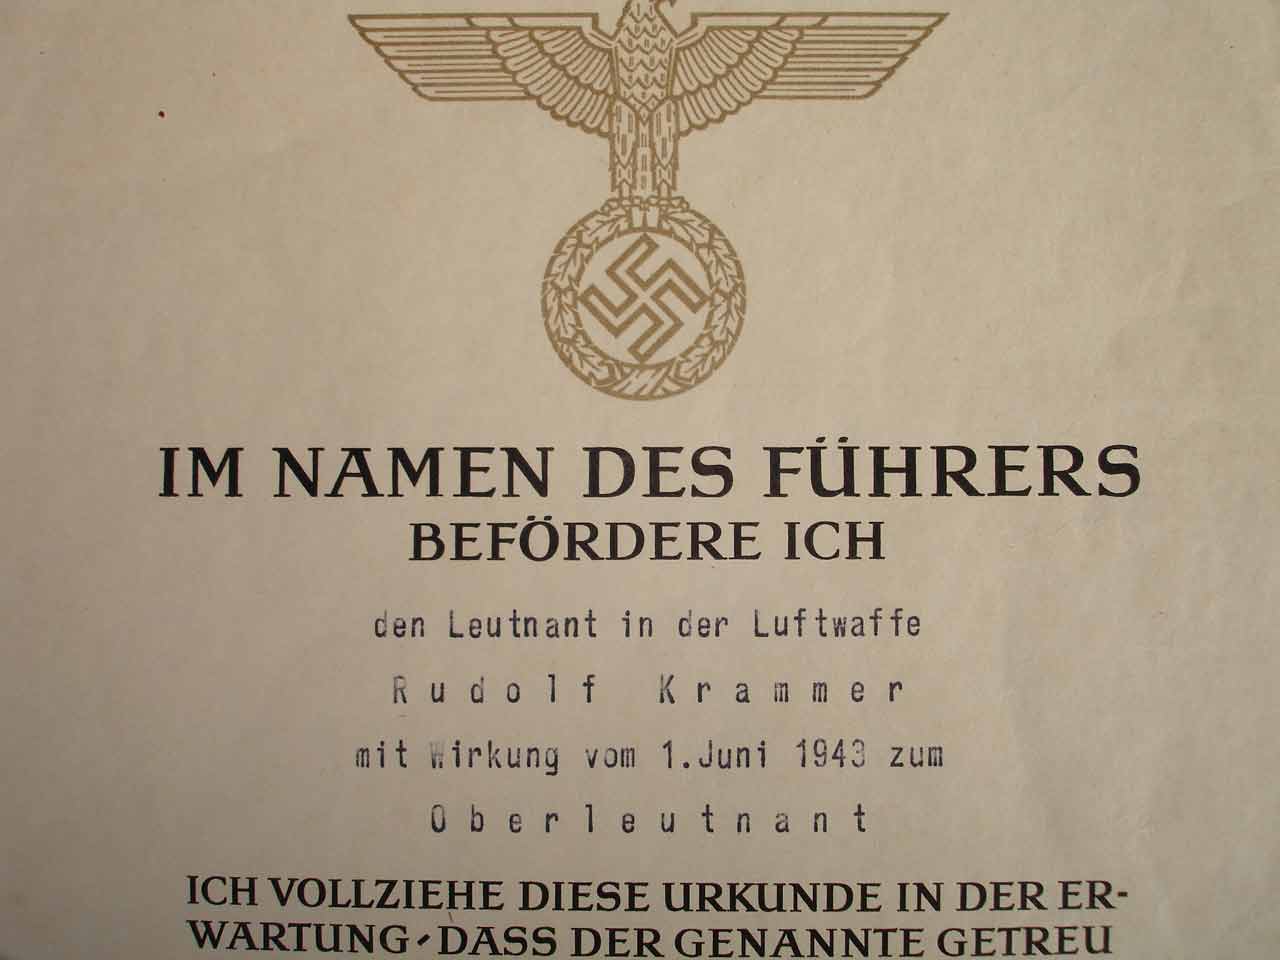 IM NAMEN DES FÜHRERS
BEFÖRDERE ICH
den Leutnant in der Luftwaffe
Rudolf Krammer
mit Wirkung vom 1.Juni 1943 zum
Oberleutnant
ICH VOLLZIEHE DIESE URKUNDE IN DER ER-
WARTUNG, DASS DER GENANNTE GETREU